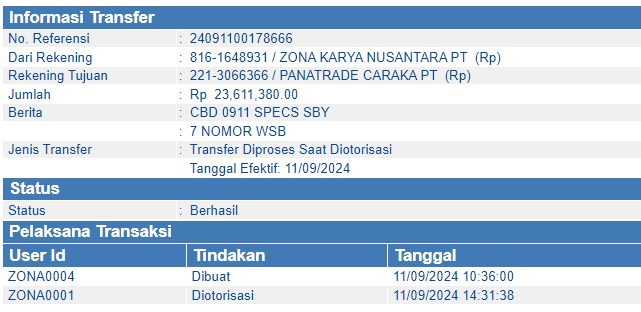 Informasi Transfer
No. Referensi : 24091100178666
Dari Rekening : 816-1648931 / ZONA KARYA NUSANTARA PT (Rp)
Rekening Tujuan : 221-3066366 / PANATRADE CARAKA PT (Rp)
Jumlah : Rp 23,611,380.00
Berita : CBD 0911 SPECS SBY
: 7 NOMOR WSB
Jenis Transfer : Transfer Diproses Saat Diotorisasi
Tanggal Efektif: 11/09/2024
Status
Status : Berhasil
Pelaksana Transaksi
User Id Tindakan Tanggal
ZONA0004 Dibuat 11/09/2024 10:36:00
ZONA0001 Diotorisasi 11/09/2024 14:31:38